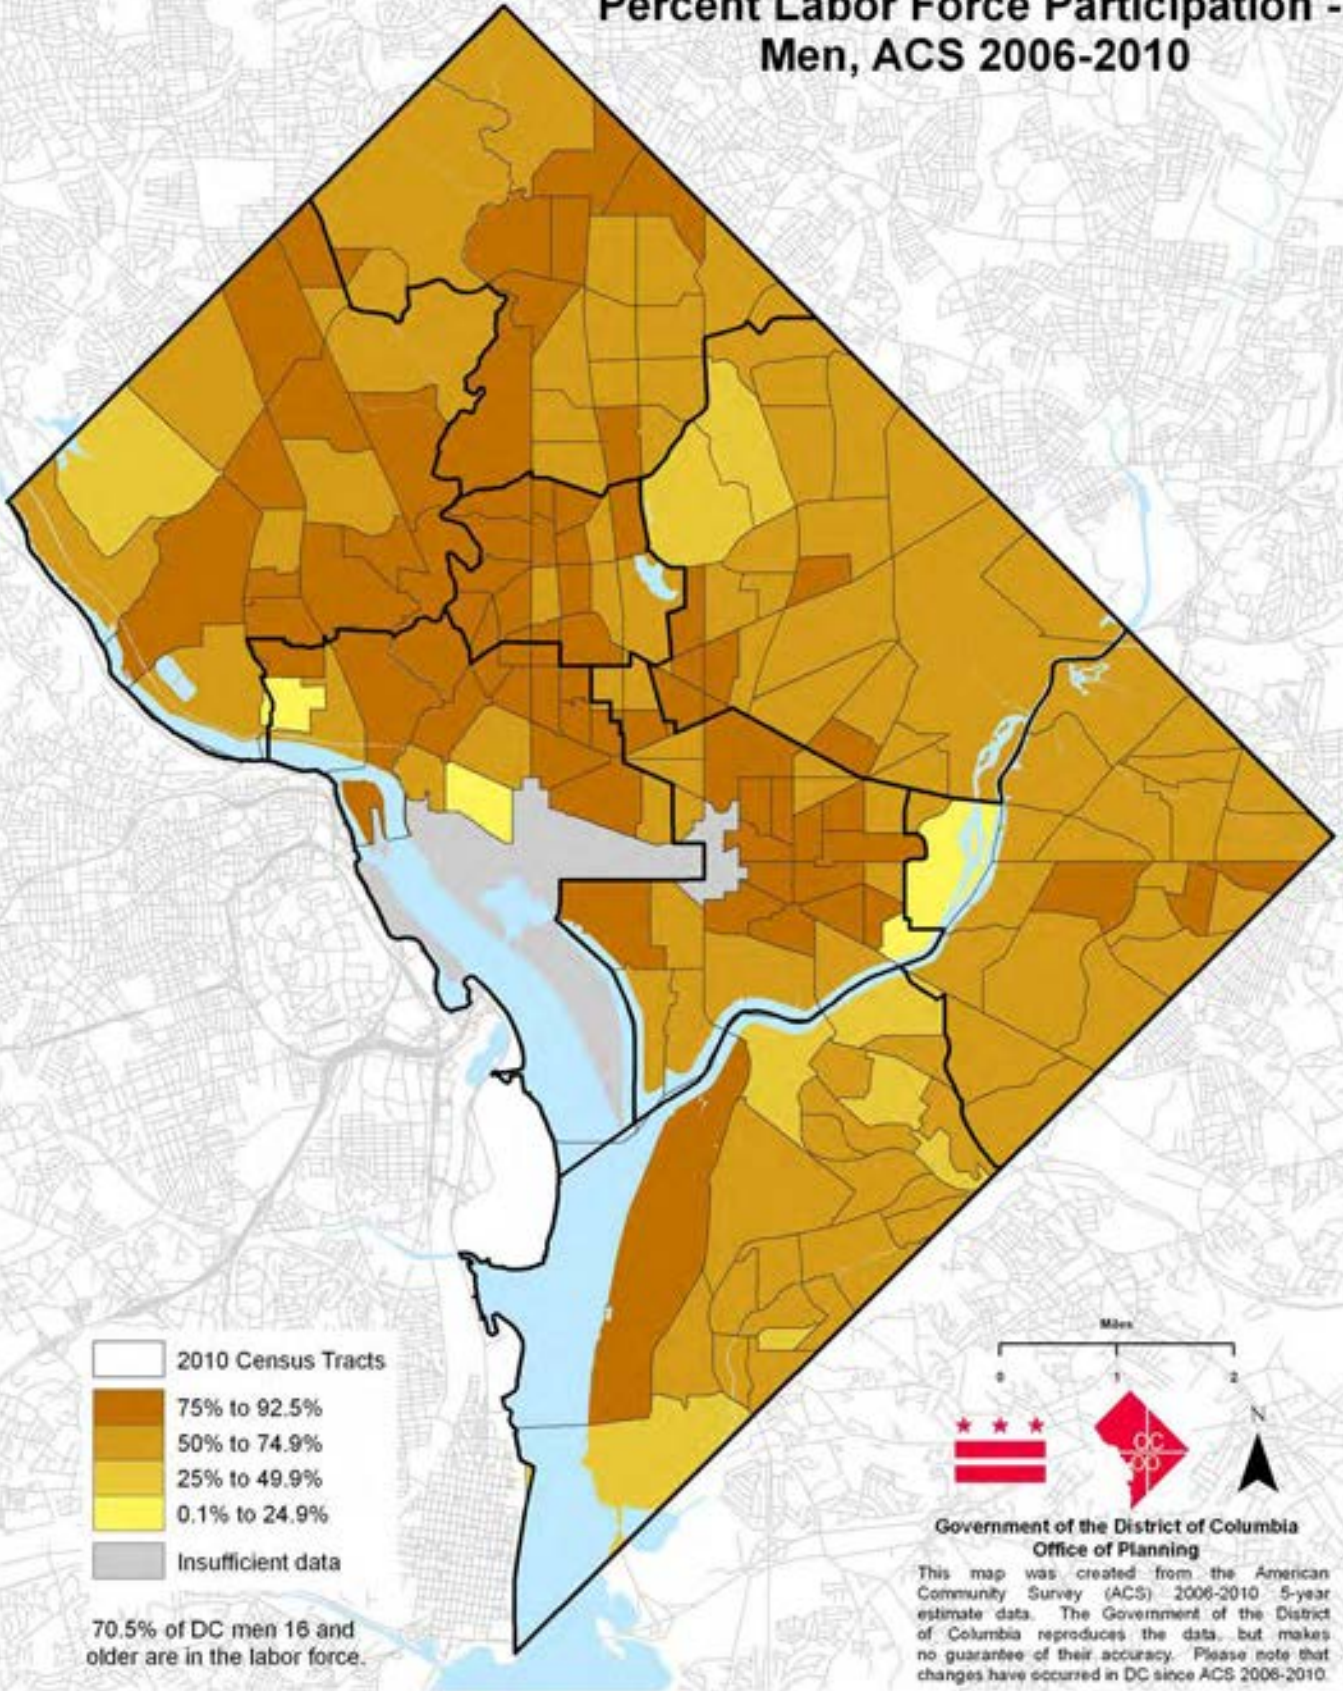 Percent Labor Force Participation -
Men, ACS 2006-2010
2010 Census Tracts
75% to 92.5%
50% to 74.9%
25% to 49.9%
0.1% to 24.9%
Insufficient data
70.5% of DC men 16 and
older are in the labor force.
Miles
0 1 2
N
DC
OP
Government of the District of Columbia
Office of Planning
This map was created from the American
Community Survey (ACS) 2006-2010 5-year
estimate data. The Government of the District
of Columbia reproduces the data, but makes
no guarantee of their accuracy. Please note that
changes have occurred in DC since ACS 2006-2010.